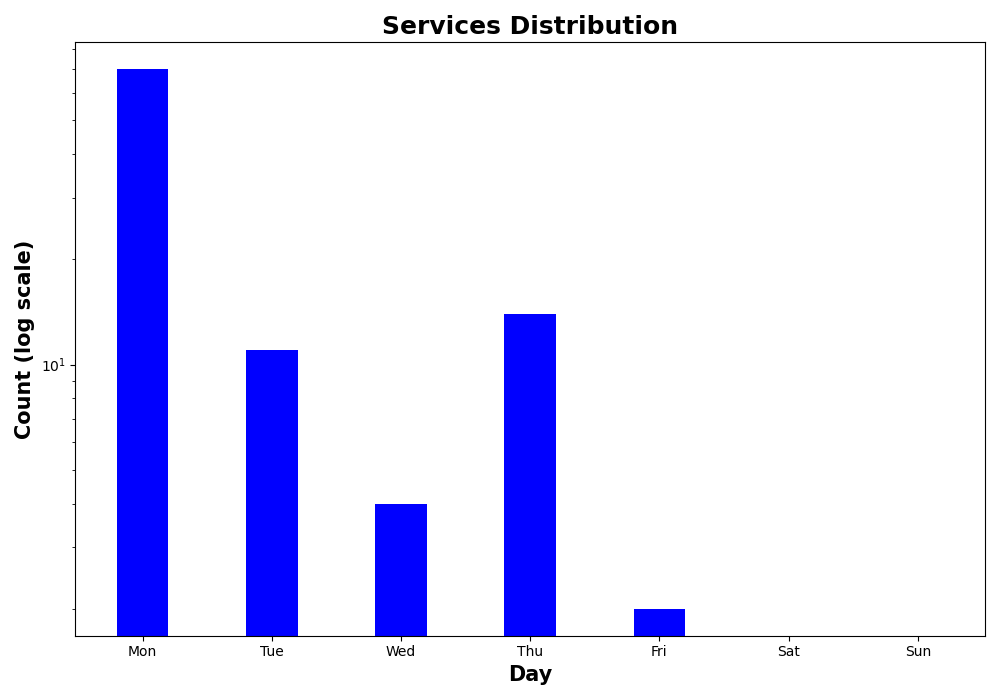 Services Distribution
Count (log scale)
10¹
Mon Tue Wed Thu Fri Sat Sun
Day